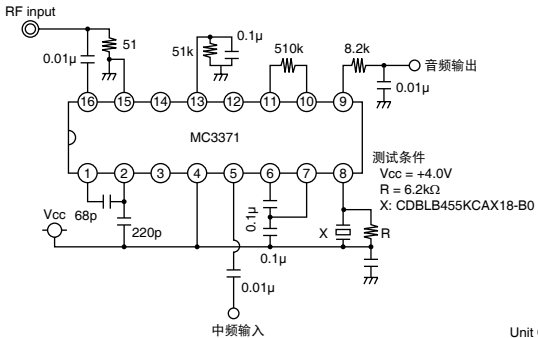 RF input
0.01μ
51
51k
0.1μ
510k
8.2k
音频输出
0.01μ
16
15
14
13
12
11
10
9
MC3371
1
2
3
4
5
6
7
8
测试条件
Vcc = +4.0V
R = 6.2kΩ
X: CDBLB455KCAX18-B0
68p
Vcc
220p
0.1μ
0.1μ
X
R
0.01μ
中频输入
Unit